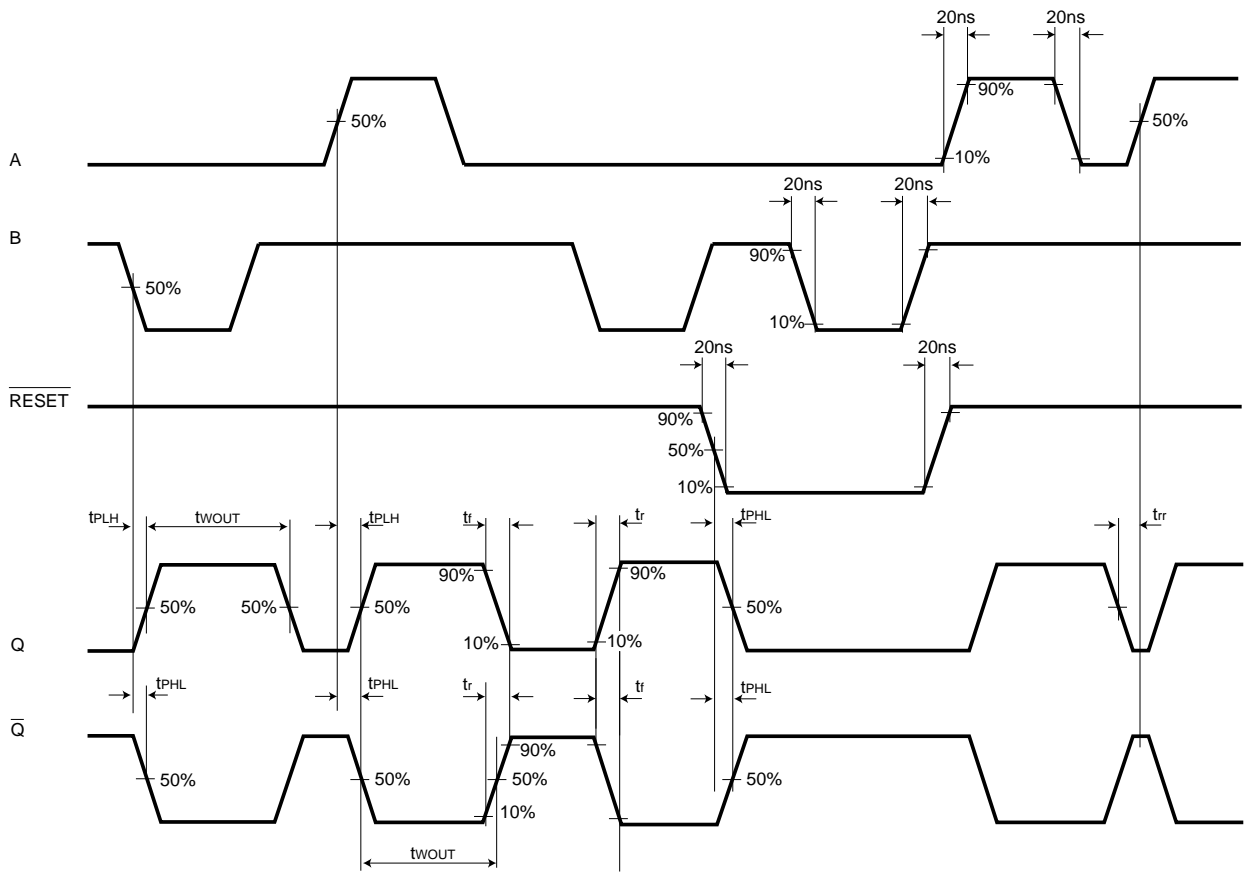 20ns 20ns
90%
50% 50%
A
10%
20ns 20ns
B
90%
50%
10%
20ns 20ns
R̅E̅S̅E̅T̅
90%
50%
10%
tPLH tWOUT tPLH tf tr tPHL trr
90% 90%
50% 50% 50% 50%
Q
10% 10%
tPHL tPHL tr tf tPHL
Q̅
90%
50% 50% 50% 50%
10%
tWOUT